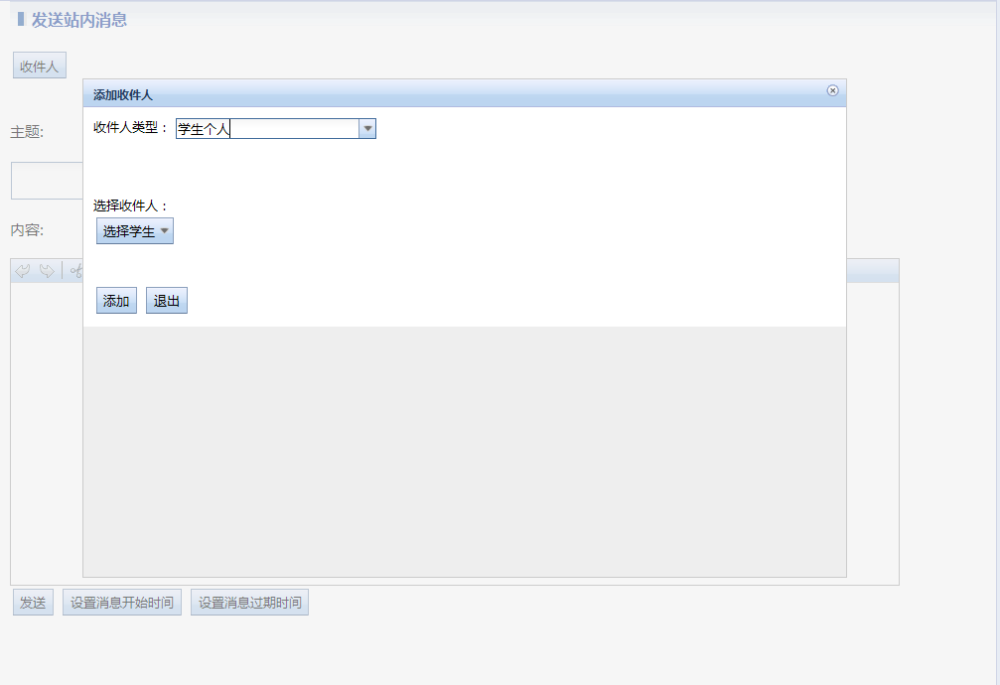 发送站内消息
收件人
添加收件人
收件人类型： 学生个人
主题:
选择收件人：
选择学生
内容:
添加 退出
发送 设置消息开始时间 设置消息过期时间